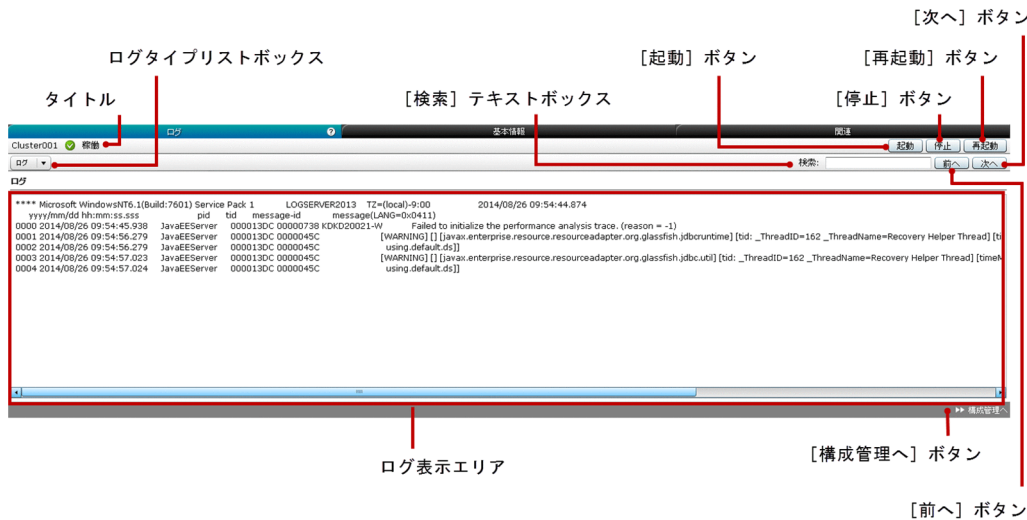 [次へ] ボタン
ログタイプリストボックス
[起動] ボタン
[再起動] ボタン
タイトル
[検索] テキストボックス
[停止] ボタン
ログ
?
基本情報
関連
Cluster001 稼働
起動
停止
再起動
ログ
検索:
前へ
次へ
ログ
**** Microsoft WindowsNT6.1(Build:7601) Service Pack 1 LOGSERVER2013 TZ=(local)-9:00 2014/08/26 09:54:44.874
yyyy/mm/dd hh:mm:ss.sss pid tid message-id message(LANG=0x0411)
0000 2014/08/26 09:54:45.938 JavaEEServer 000013DC 00000738 KDKD20021-W Failed to initialize the performance analysis trace. (reason = -1)
0001 2014/08/26 09:54:56.279 JavaEEServer 000013DC 0000045C [WARNING] [] [javax.enterprise.resource.resourceadapter.org.glassfish.jdbcruntime] [tid: _ThreadID=162 _ThreadName=Recovery Helper Thread] [ti
0002 2014/08/26 09:54:56.279 JavaEEServer 000013DC 0000045C using.default.ds]]
0003 2014/08/26 09:54:57.023 JavaEEServer 000013DC 0000045C [WARNING] [] [javax.enterprise.resource.resourceadapter.org.glassfish.jdbc.util] [tid: _ThreadID=162 _ThreadName=Recovery Helper Thread] [timeM
0004 2014/08/26 09:54:57.024 JavaEEServer 000013DC 0000045C using.default.ds]]
構成管理へ
ログ表示エリア
[構成管理へ] ボタン
[前へ] ボタン